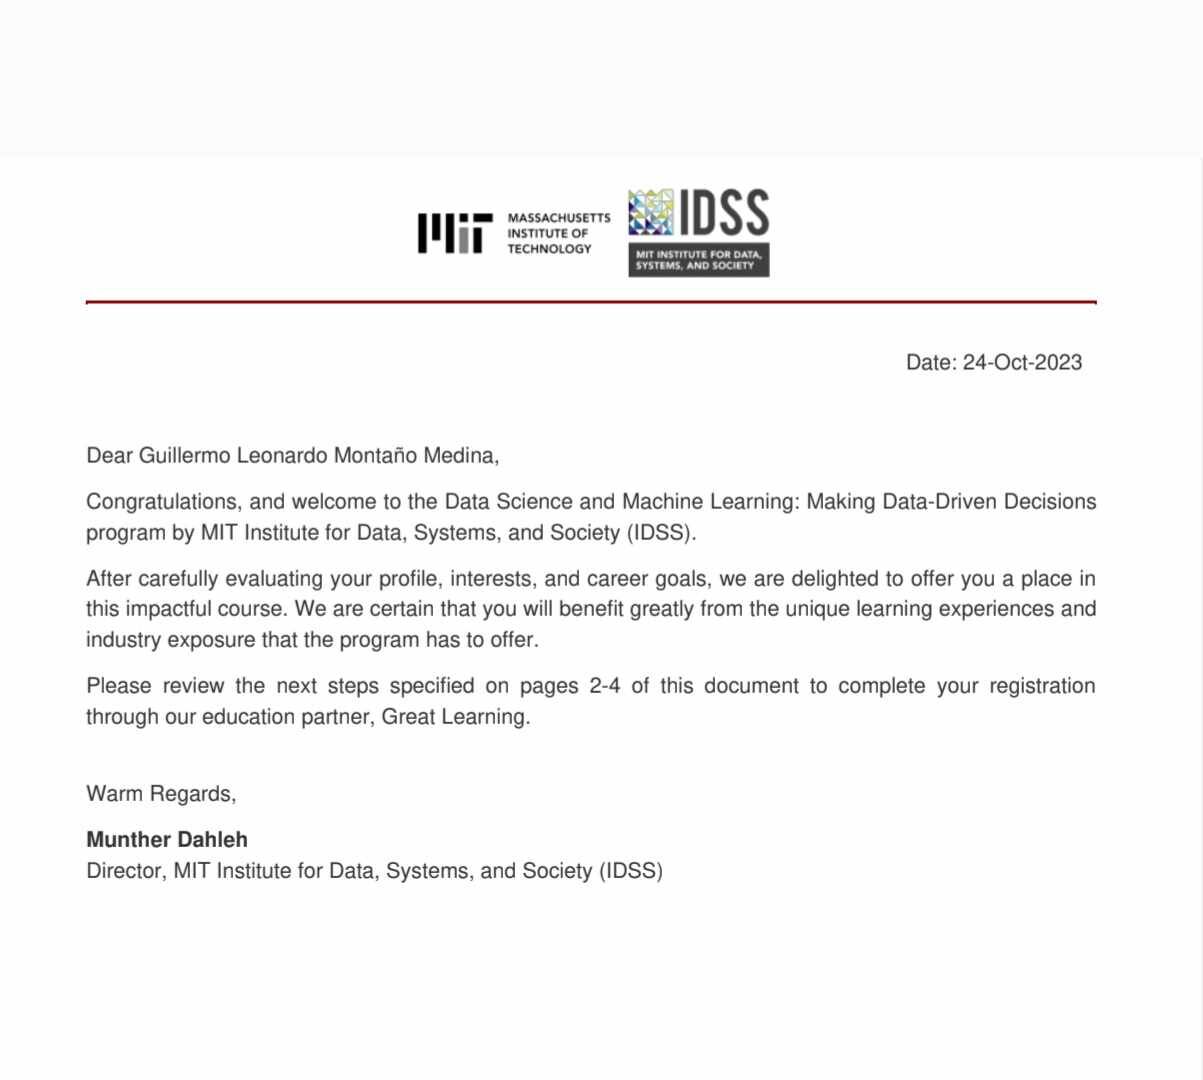 MIT
MASSACHUSETTS
INSTITUTE OF
TECHNOLOGY
IDSS
MIT INSTITUTE FOR DATA,
SYSTEMS, AND SOCIETY
Date: 24-Oct-2023
Dear Guillermo Leonardo Montaño Medina,
Congratulations, and welcome to the Data Science and Machine Learning: Making Data-Driven Decisions
program by MIT Institute for Data, Systems, and Society (IDSS).
After carefully evaluating your profile, interests, and career goals, we are delighted to offer you a place in
this impactful course. We are certain that you will benefit greatly from the unique learning experiences and
industry exposure that the program has to offer.
Please review the next steps specified on pages 2-4 of this document to complete your registration
through our education partner, Great Learning.
Warm Regards,
Munther Dahleh
Director, MIT Institute for Data, Systems, and Society (IDSS)